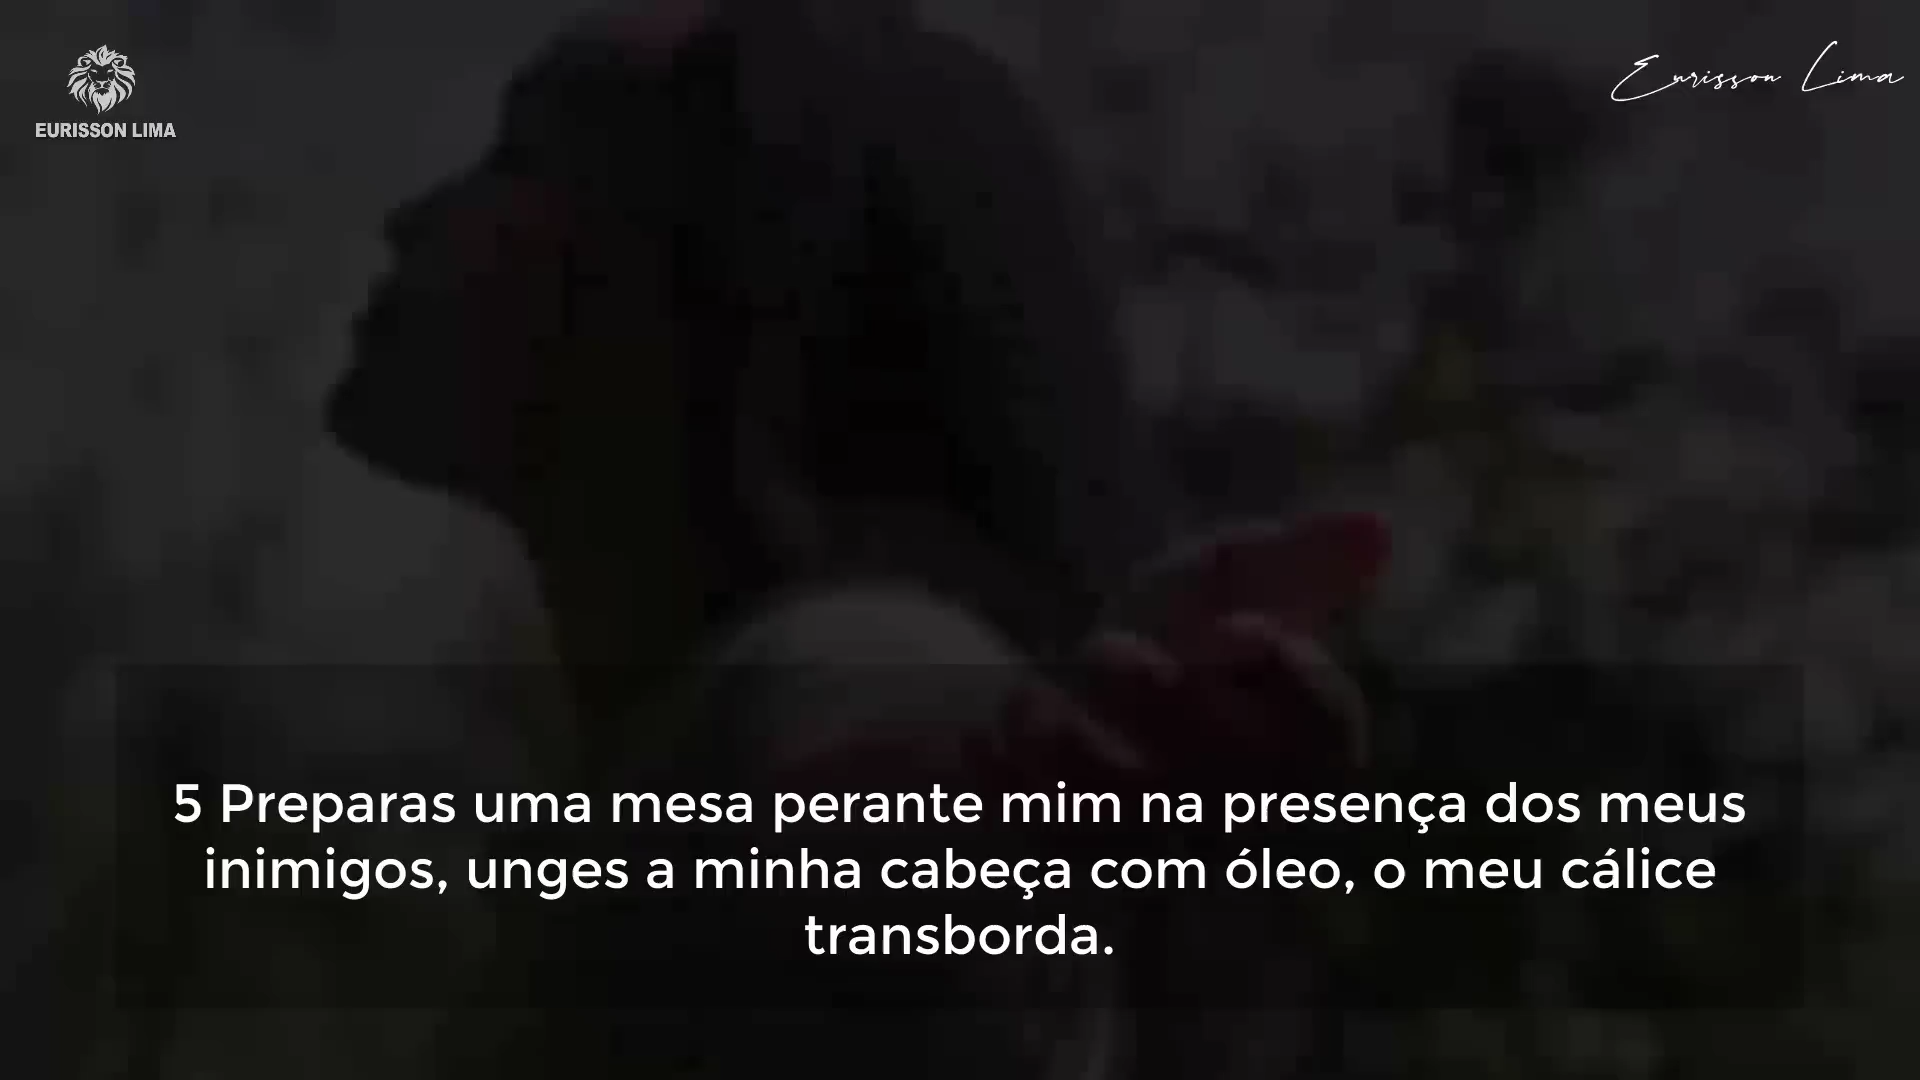 EURISSON LIMA
Eurisson Lima
5 Preparas uma mesa perante mim na presença dos meus
inimigos, unges a minha cabeça com óleo, o meu cálice
transborda.